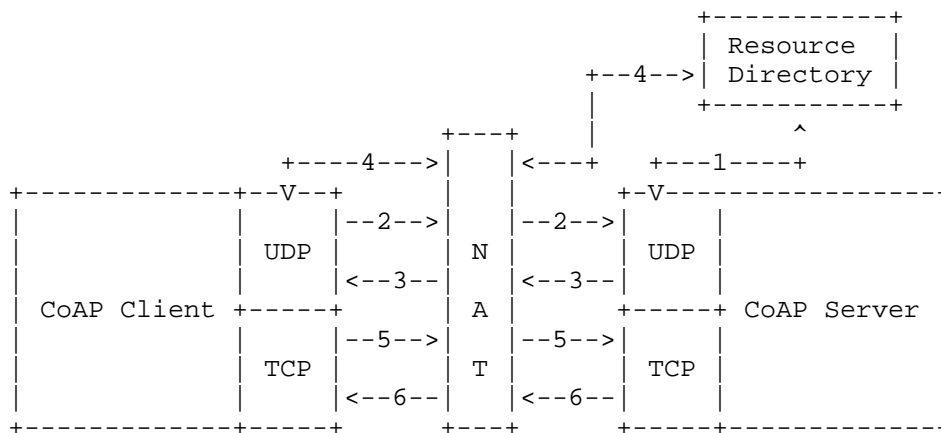 +-----------+
| Resource |
+--4-->| Directory |
| +-----------+
+---+ | ^
+----4--->| |<---+ +---1----+
+-------------+--V--+ | | +-V----------------
| | |--2-->| |--2-->| | |
| | UDP | | N | | UDP | |
| | |<--3--| |<--3--| | |
| CoAP Client +-----+ | A | +-----+ CoAP Server
| | |--5-->| |--5-->| | |
| | TCP | | T | | TCP | |
| | |<--6--| |<--6--| | |
+-------------+-----+ +---+ +-----+------------